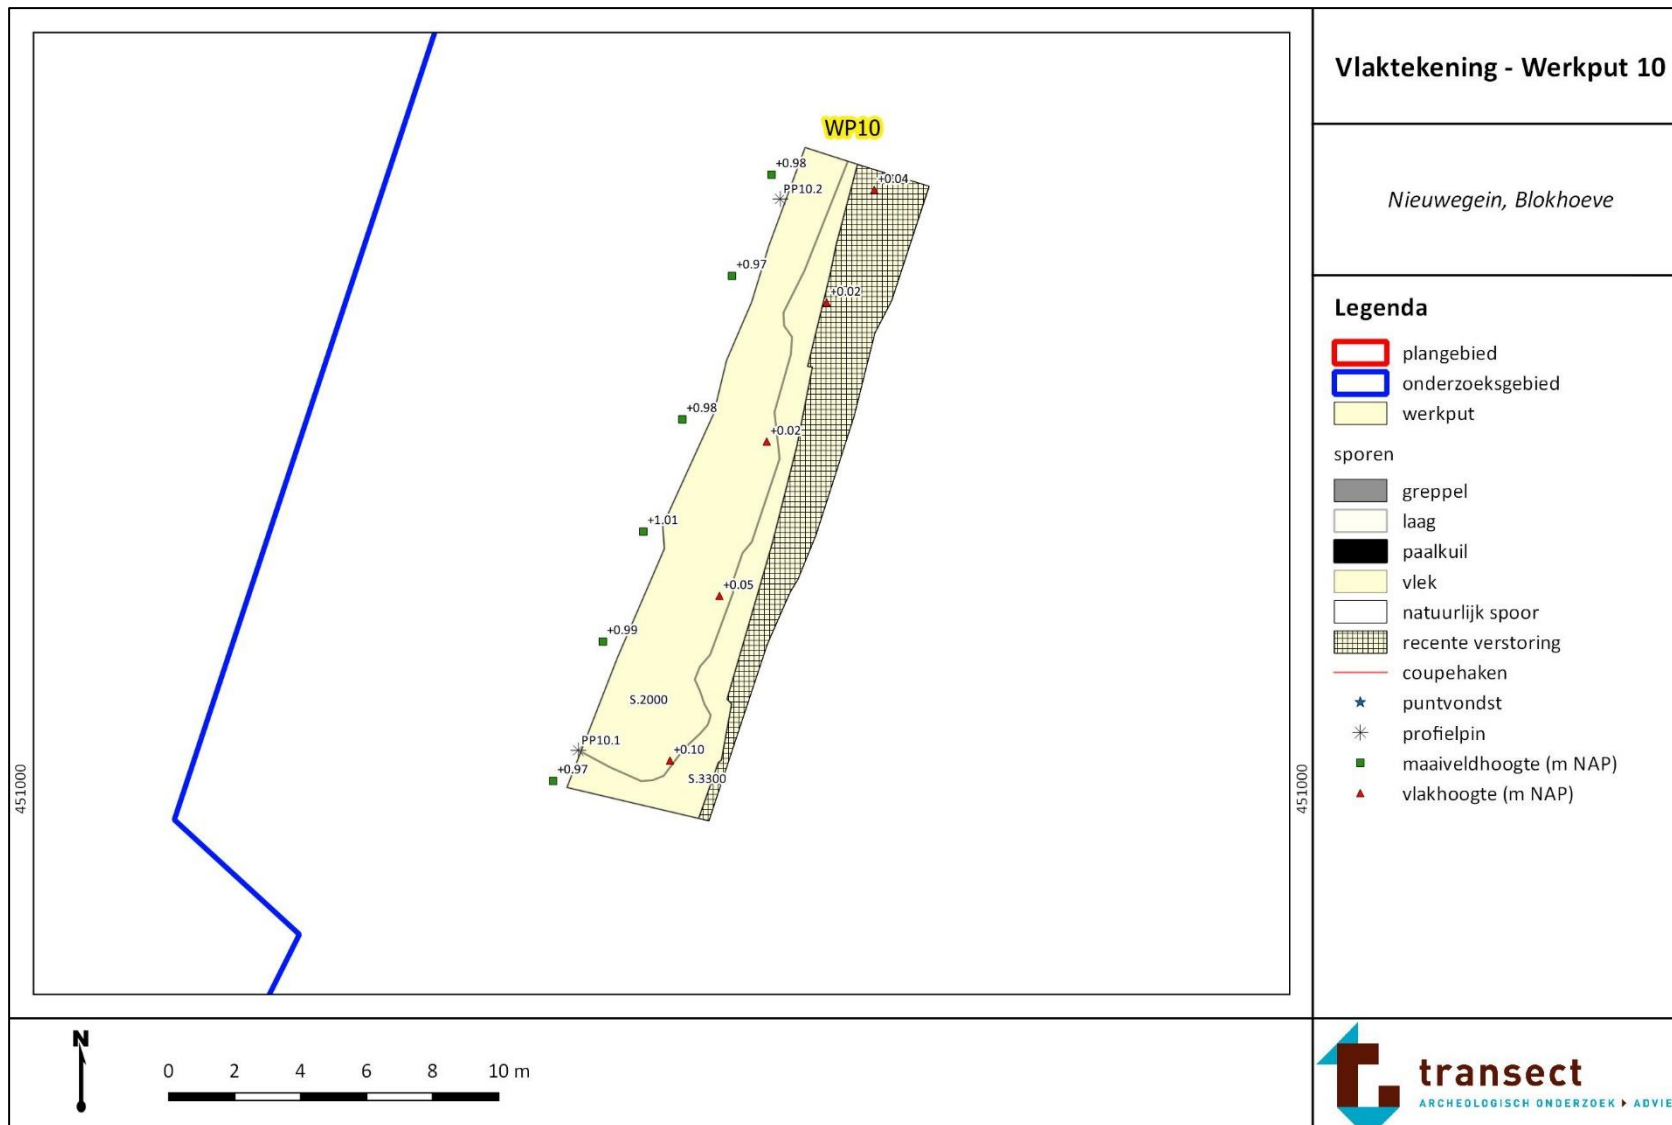 Vlaktekening - Werkput 10
Nieuwegein, Blokhoeve
WP10
+0.98
PP10.2
+0.04
+0.97
+0.02
+0.98
+0.02
+1.01
+0.05
+0.99
S.2000
PP10.1
+0.10
+0.97
S.3300
451000
451000
Legenda
plangebied
onderzoeksgebied
werkput
sporen
greppel
laag
paalkuil
vlek
natuurlijk spoor
recente verstoring
coupehaken
puntvondst
profielpin
maaiveldhoogte (m NAP)
vlakhoogte (m NAP)
N
0 2 4 6 8 10 m
transect
ARCHEOLOGISCH ONDERZOEK ADVIE